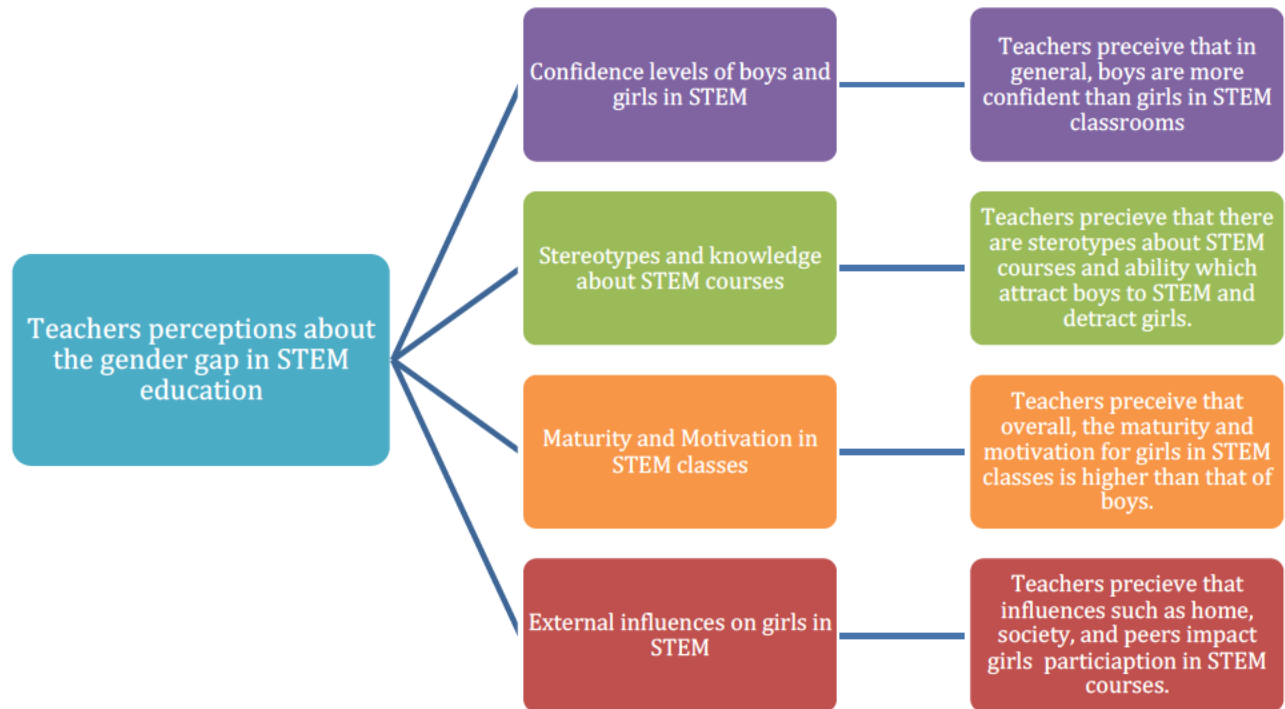 Teachers perceptions about
the gender gap in STEM
education
Confidence levels of boys and
girls in STEM
Teachers preceive that in
general, boys are more
confident than girls in STEM
classrooms
Stereotypes and knowledge
about STEM courses
Teachers precieve that there
are sterotypes about STEM
courses and ability which
attract boys to STEM and
detract girls.
Maturity and Motivation in
STEM classes
Teachers preceive that
overall, the maturity and
motivation for girls in STEM
classes is higher than that of
boys.
External influences on girls in
STEM
Teachers precieve that
influences such as home,
society, and peers impact
girls particiaption in STEM
courses.